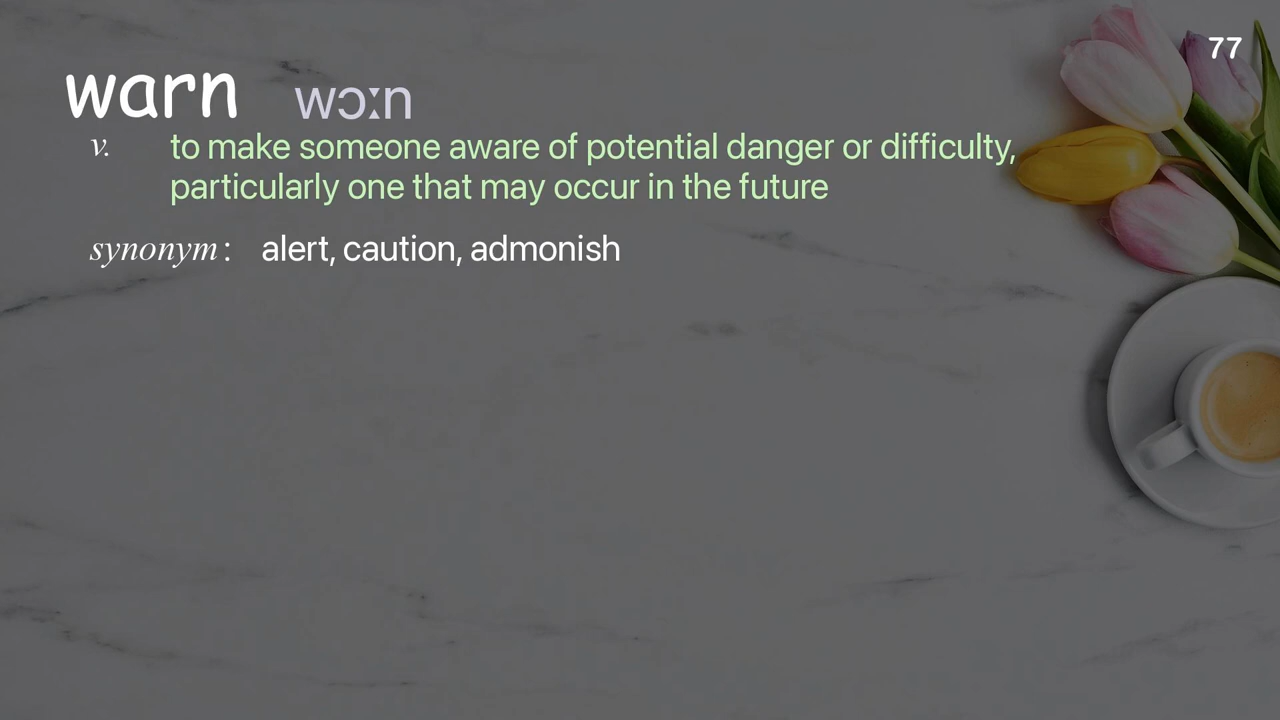 77
warn wɔːn
v. to make someone aware of potential danger or difficulty,
particularly one that may occur in the future
synonym : alert, caution, admonish